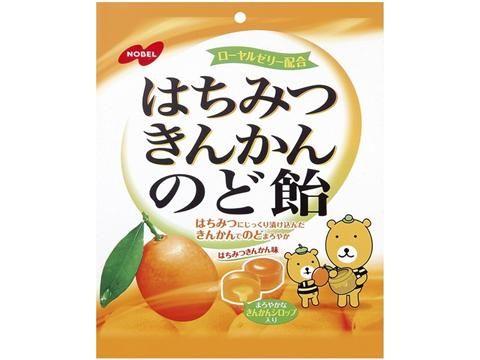 NOBEL
ローヤルゼリー配合
はちみつ
きんかん
のど飴
はちみつにじっくり漬け込んだ
きんかんでのどまろやか
はちみつきんかん味
まろやかな
きんかんシロップ
入り